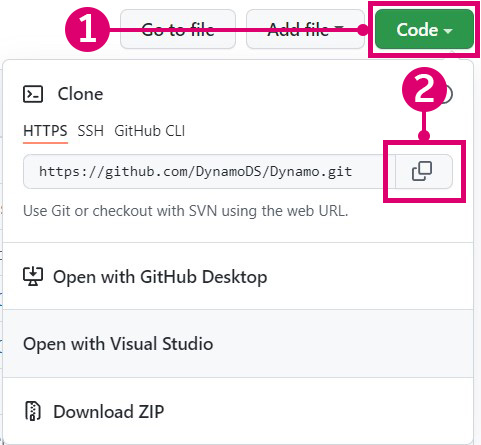 1 Go to file Add file Code
Clone 2
HTTPS SSH GitHub CLI
https://github.com/DynamoDS/Dynamo.git
Use Git or checkout with SVN using the web URL.
Open with GitHub Desktop
Open with Visual Studio
Download ZIP